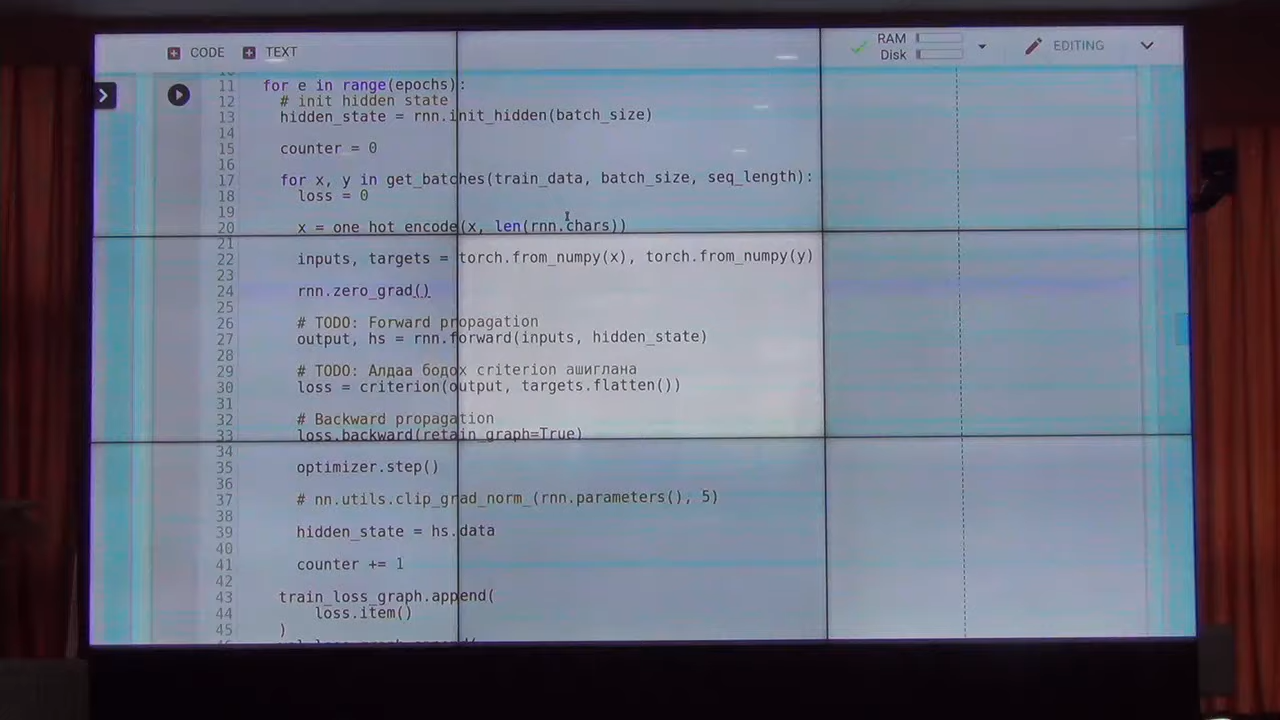 CODE TEXT
RAM
Disk
EDITING
11 for e in range(epochs):
12 # init hidden state
13 hidden_state = rnn.init_hidden(batch_size)
14
15 counter = 0
16
17 for x, y in get_batches(train_data, batch_size, seq_length):
18 loss = 0
19
20 x = one_hot_encode(x, len(rnn.chars))
21
22 inputs, targets = torch.from_numpy(x), torch.from_numpy(y)
23
24 rnn.zero_grad()
25
26 # TODO: Forward propagation
27 output, hs = rnn.forward(inputs, hidden_state)
28
29 # TODO: Алдаа бодох criterion ашиглана
30 loss = criterion(output, targets.flatten())
31
32 # Backward propagation
33 loss.backward(retain_graph=True)
34
35 optimizer.step()
36
37 # nn.utils.clip_grad_norm_(rnn.parameters(), 5)
38
39 hidden_state = hs.data
40
41 counter += 1
42
43 train_loss_graph.append(
44 loss.item()
45 )